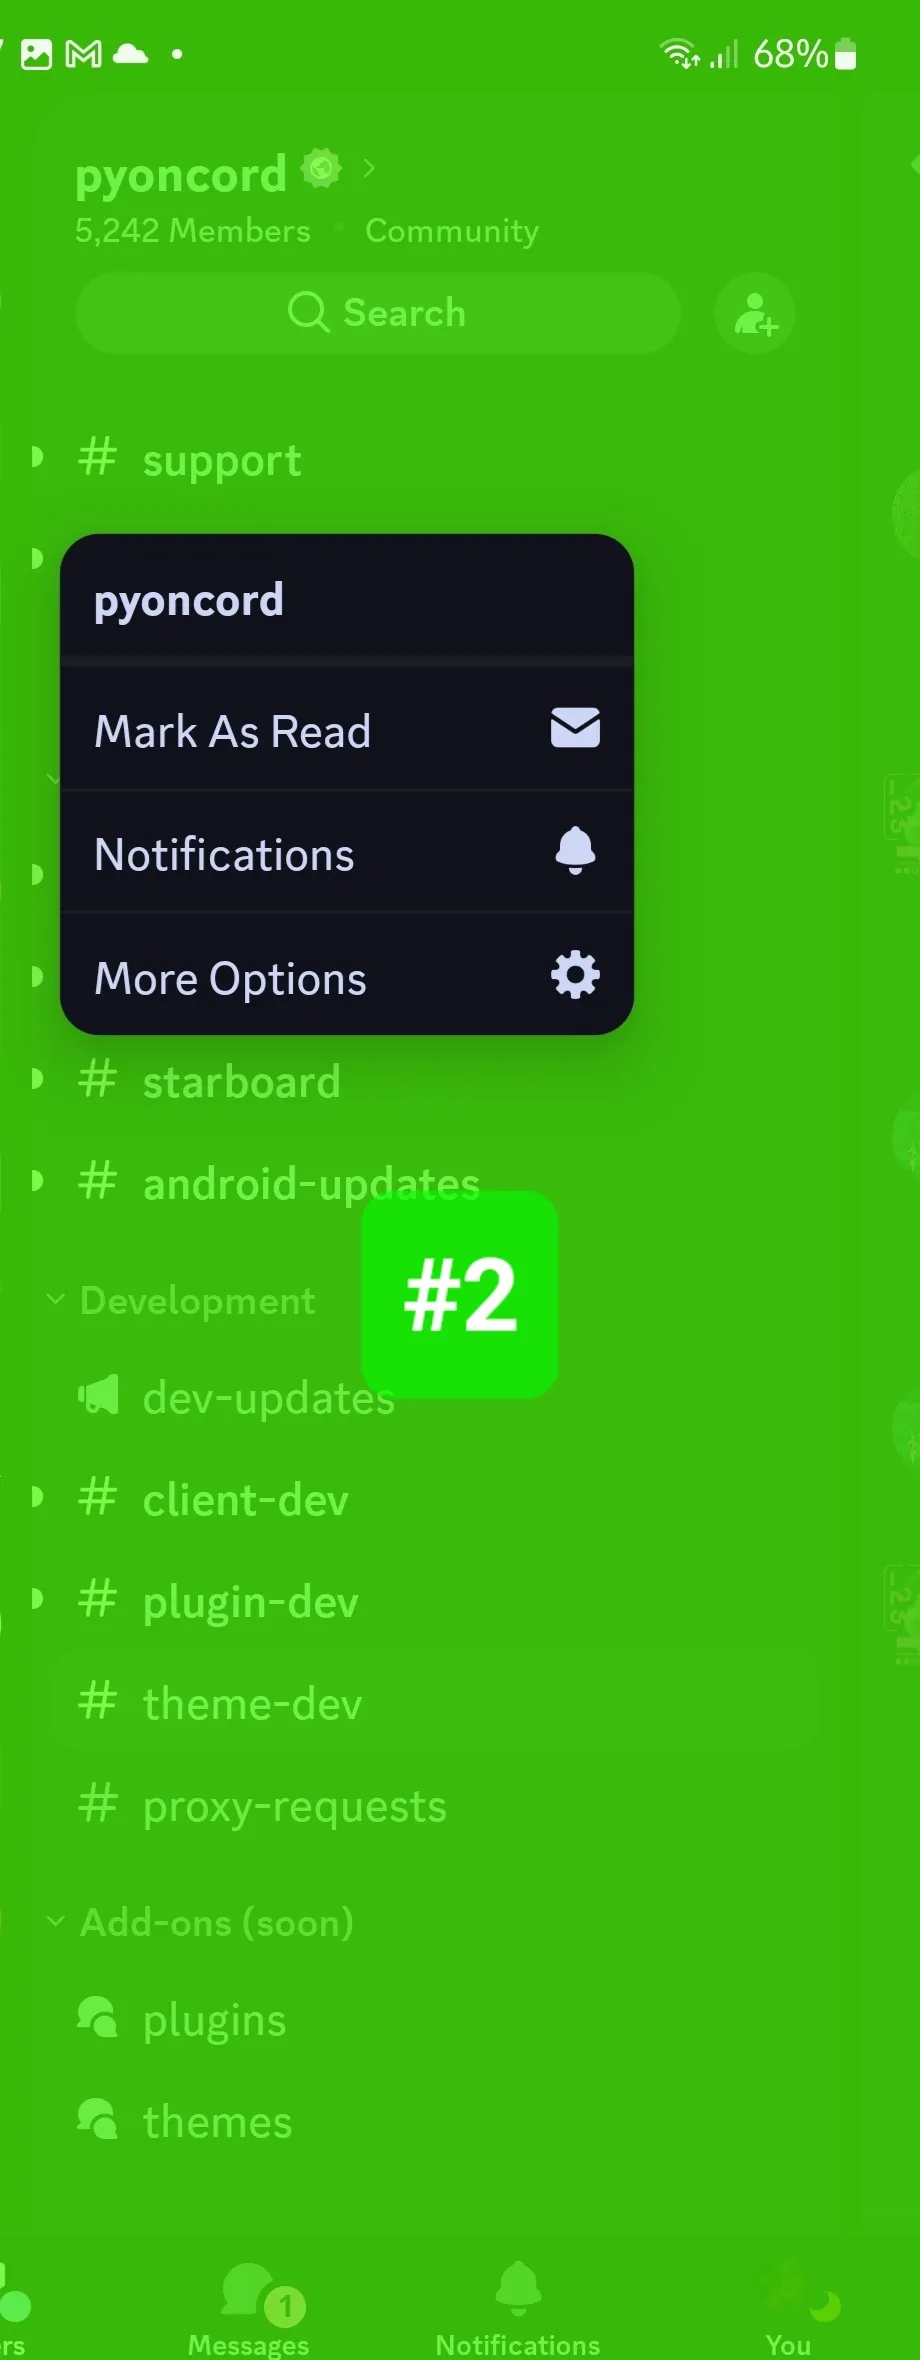 68%
pyoncord
5,242 Members Community
Search
# support
pyoncord
Mark As Read
Notifications
More Options
# starboard
# android-updates
#2
Development
dev-updates
# client-dev
# plugin-dev
# theme-dev
# proxy-requests
Add-ons (soon)
plugins
themes
1
rs
Messages
Notifications
You